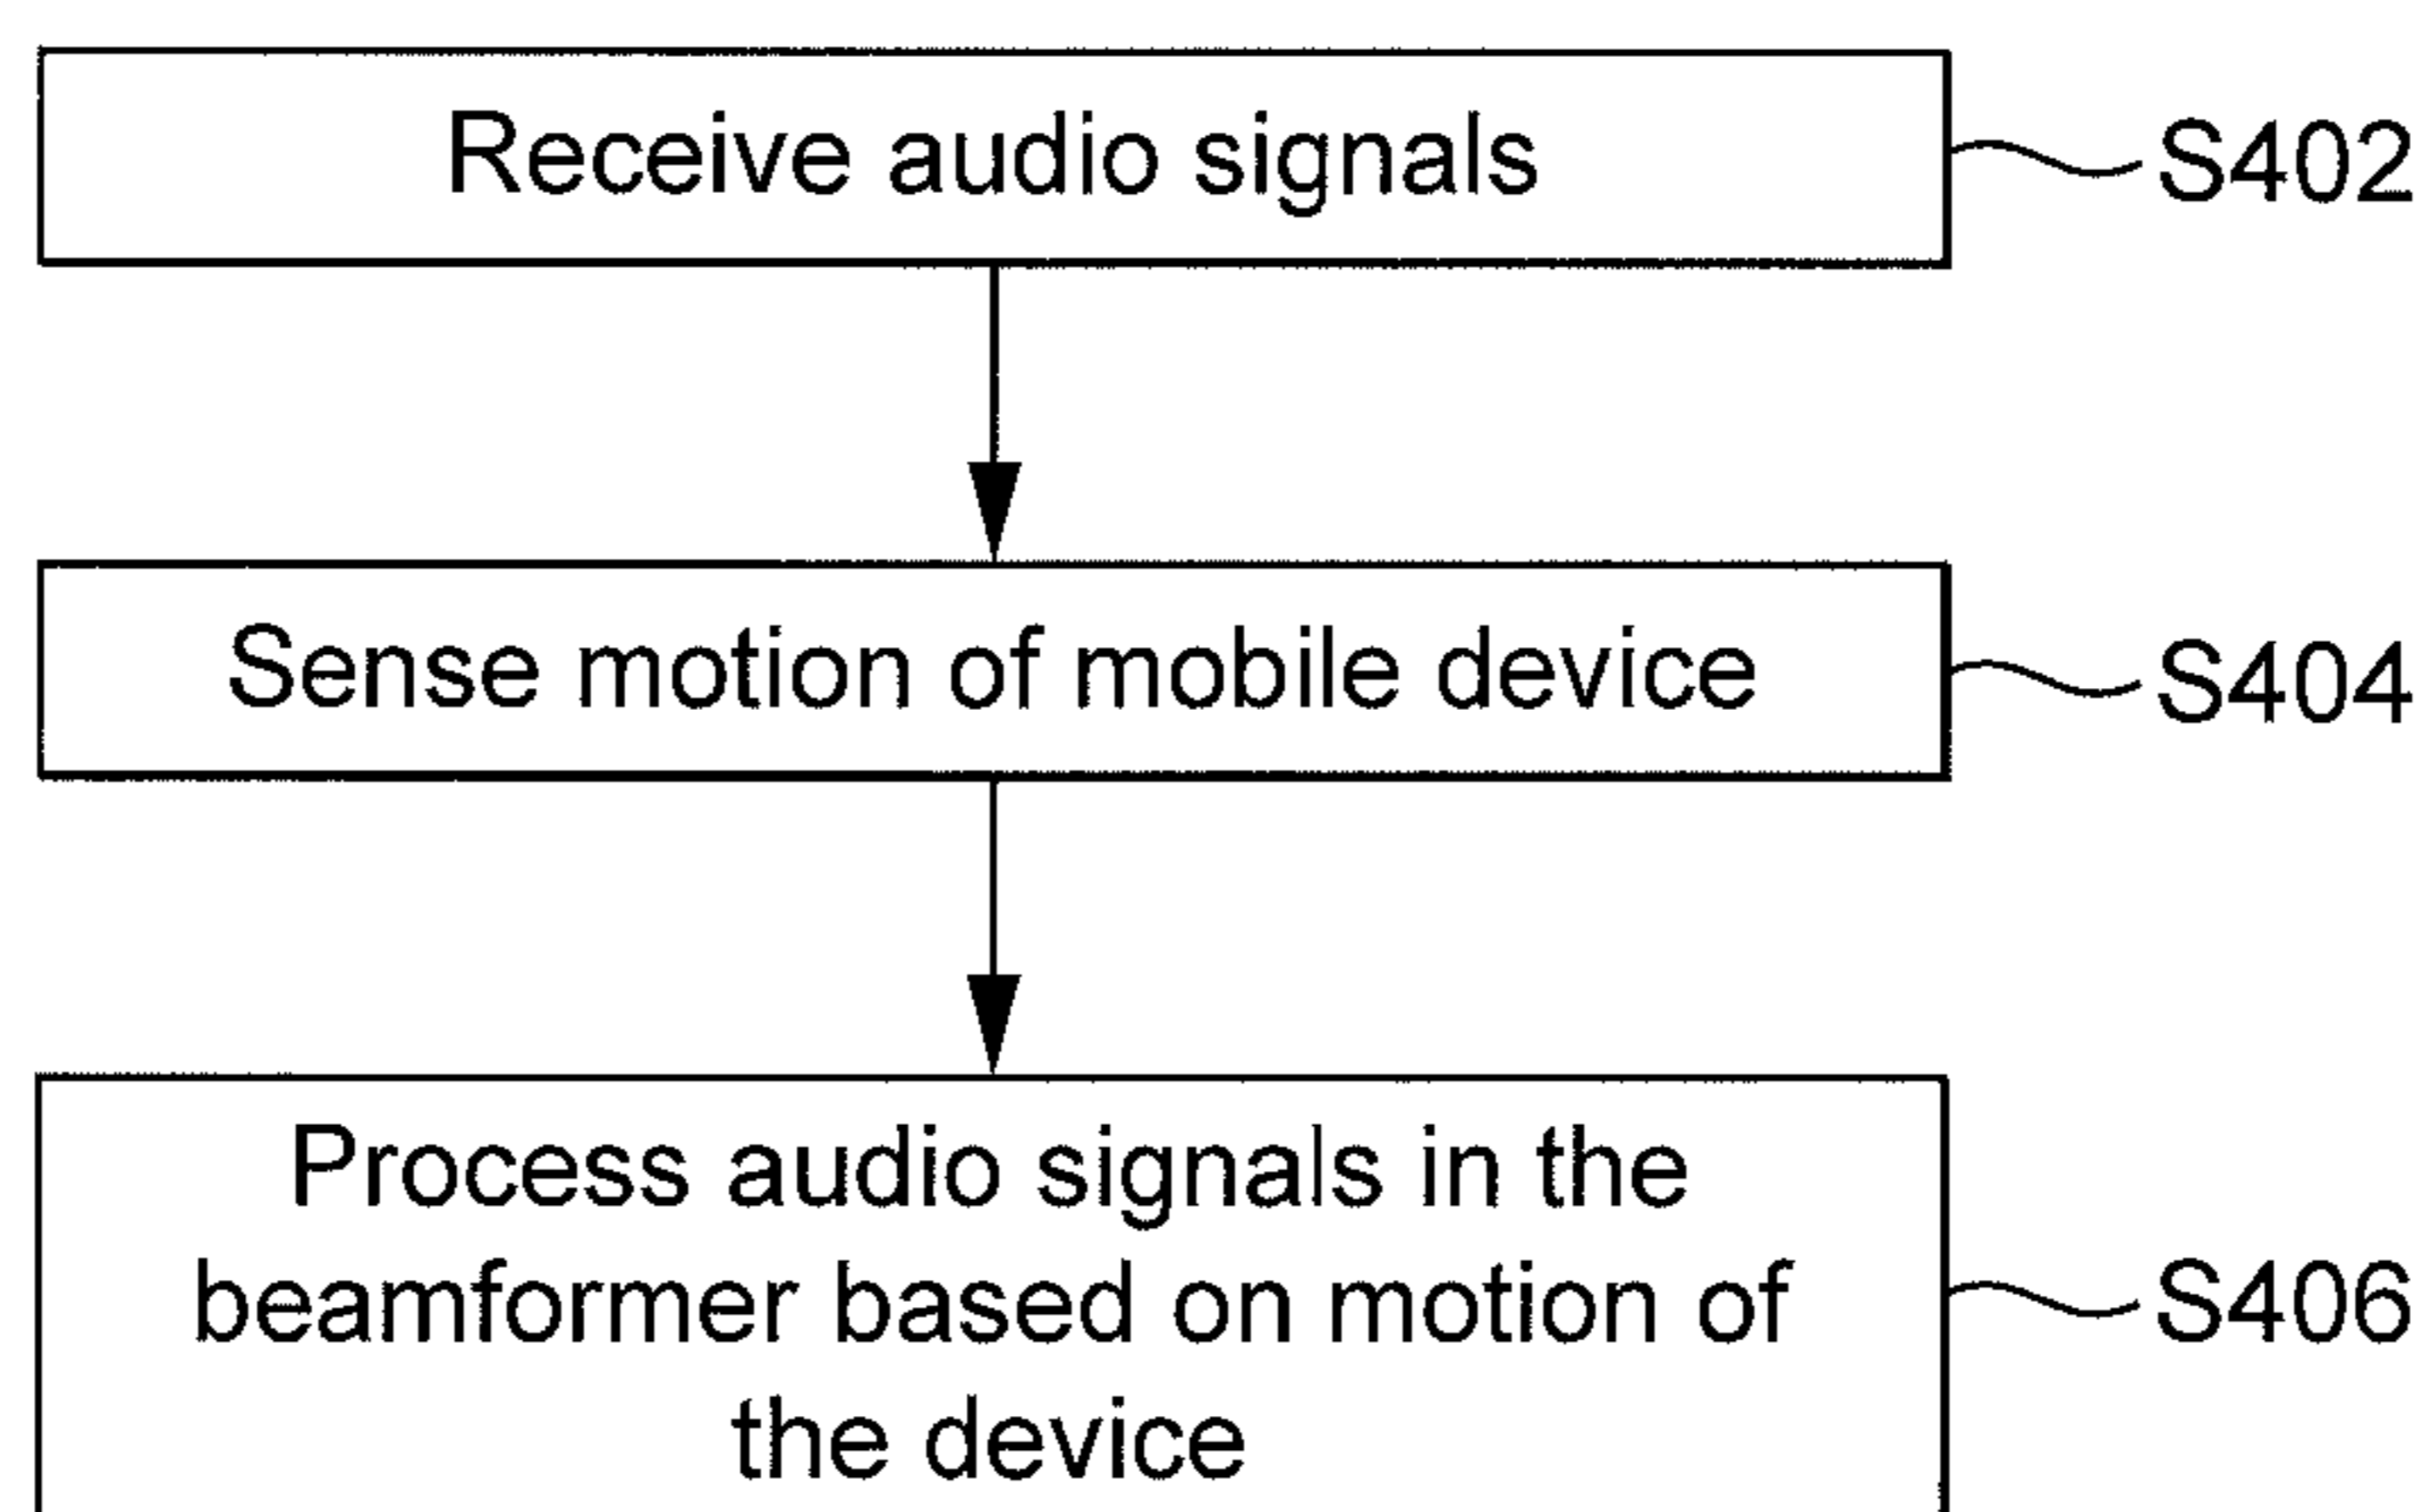 Receive audio signals
S402
Sense motion of mobile device
S404
Process audio signals in the
beamformer based on motion of
the device
S406